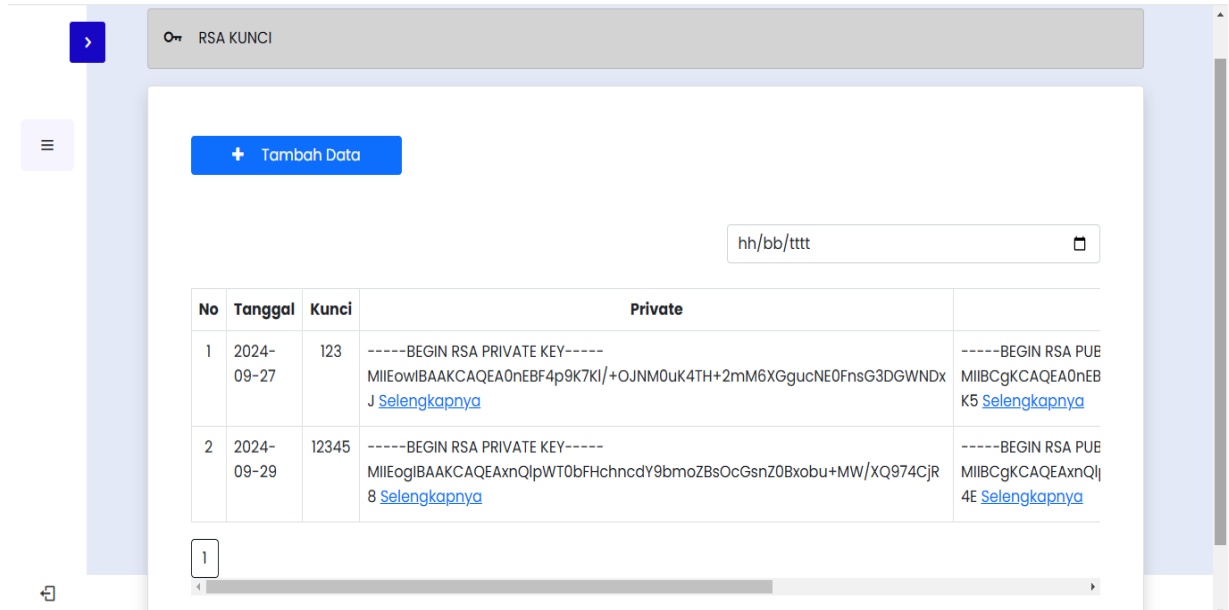 RSA KUNCI
+ Tambah Data
hh/bb/tttt
No Tanggal Kunci Private
1 2024-09-27 123 -----BEGIN RSA PRIVATE KEY----- -----BEGIN RSA PUB
MIIEowIBAAKCAQEA0nEBF4p9K7Kl/+OJNM0uK4TH+2mM6XGgucNE0FnsG3DGWNDx MIIBCgKCAQEA0nEB
J Selengkapnya K5 Selengkapnya
2 2024-09-29 12345 -----BEGIN RSA PRIVATE KEY----- -----BEGIN RSA PUB
MIIEogIBAAKCAQEAxnQlpWT0bFHchncdY9bmoZBsOcGsnZ0Bxobu+MW/XQ974CjR MIIBCgKCAQEAxnQl
8 Selengkapnya 4E Selengkapnya
1